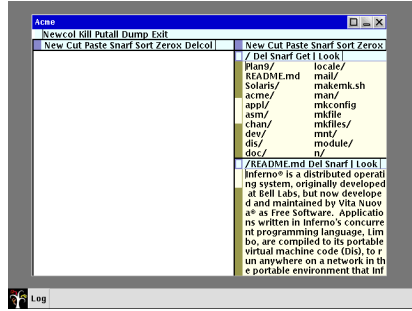 Acme
Newcol Kill Putall Dump Exit
New Cut Paste Snarf Sort Zerox Delcol
New Cut Paste Snarf Sort Zerox
/ Del Snarf Get | Look
Plan9/ locale/
README.md mail/
Solaris/ makemk.sh
acme/ man/
appl/ mkconfig
asm/ mkfile
chan/ mkfiles/
dev/ mnt/
dis/ module/
doc/ n/
/README.md Del Snarf | Look
Inferno® is a distributed operati
ng system, originally developed
at Bell Labs, but now develope
d and maintained by Vita Nuov
a® as Free Software. Applicatio
ns written in Inferno's concurre
nt programming language, Lim
bo, are compiled to its portable
virtual machine code (Dis), to r
un anywhere on a network in th
e portable environment that Inf
Log